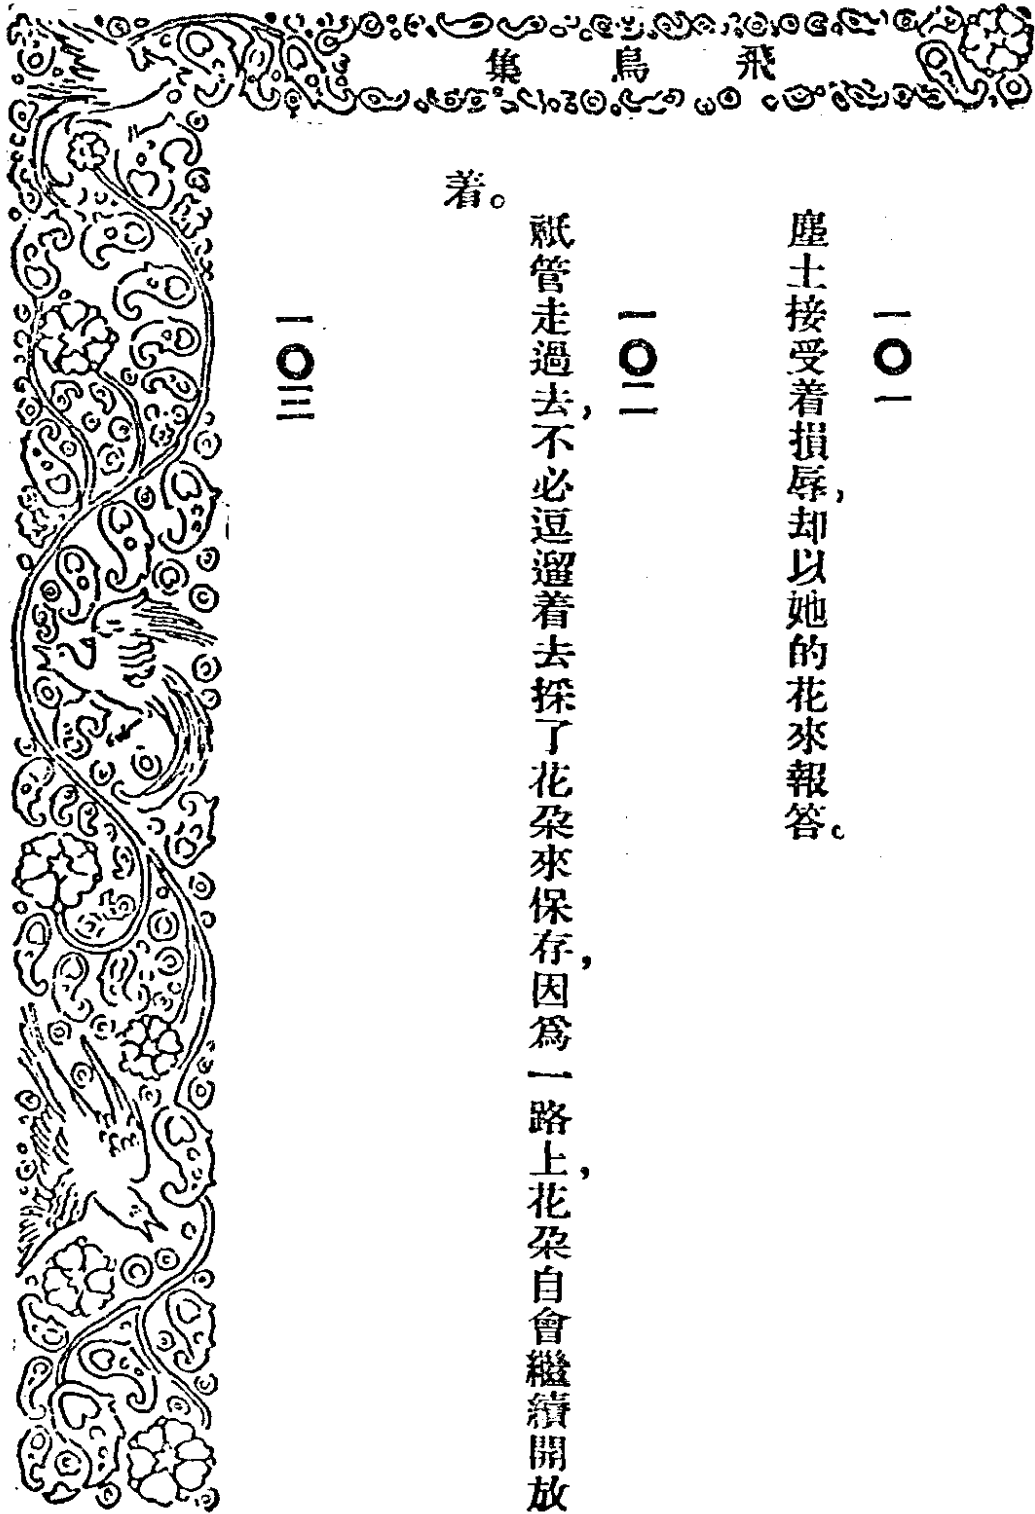 飛鳥集
一〇一
塵土接受着損辱，却以她的花來報答。
一〇二
祇管走過去，不必逗遛着去採了花朶來保存，因爲一路上，花朶自會繼續開放
着。
一〇三